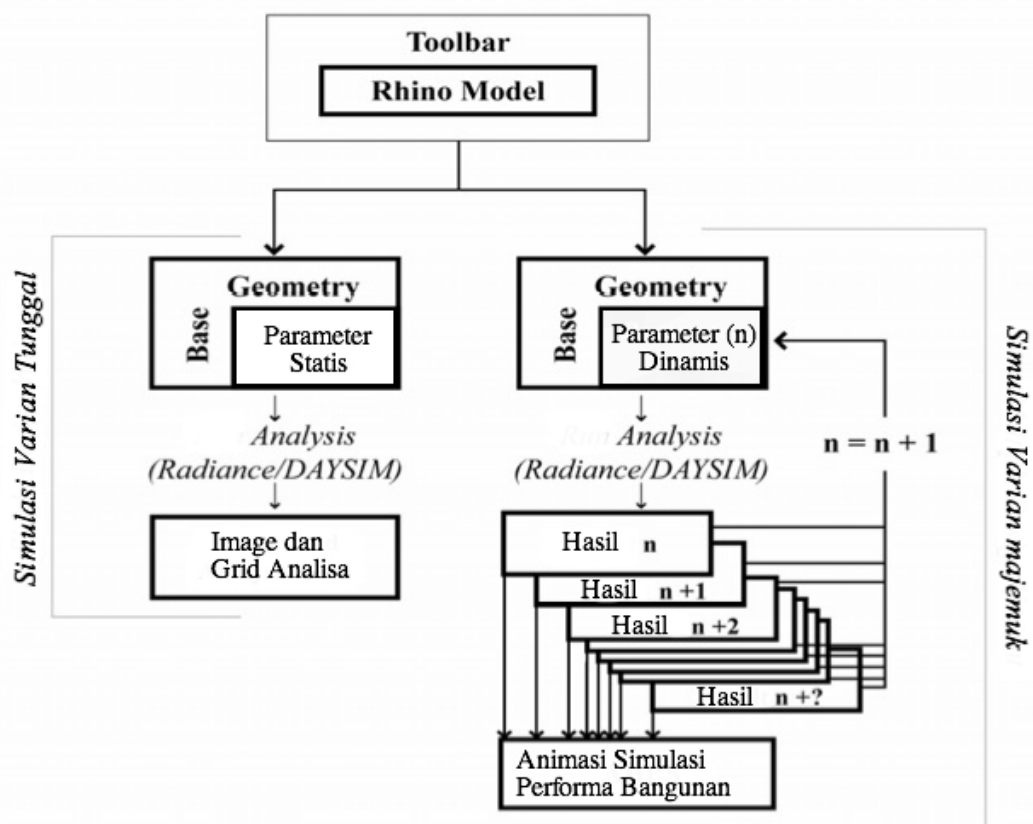 Toolbar
Rhino Model
Simulasi Varian Tunggal
Base
Geometry
Parameter
Statis
Analysis
(Radiance/DAYSIM)
Image dan
Grid Analisa
Base
Geometry
Parameter (n)
Dinamis
Analysis
(Radiance/DAYSIM)
n = n + 1
Hasil n
Hasil n +1
Hasil n +2
Hasil n +?
Animasi Simulasi
Performa Bangunan
Simulasi Varian majemuk